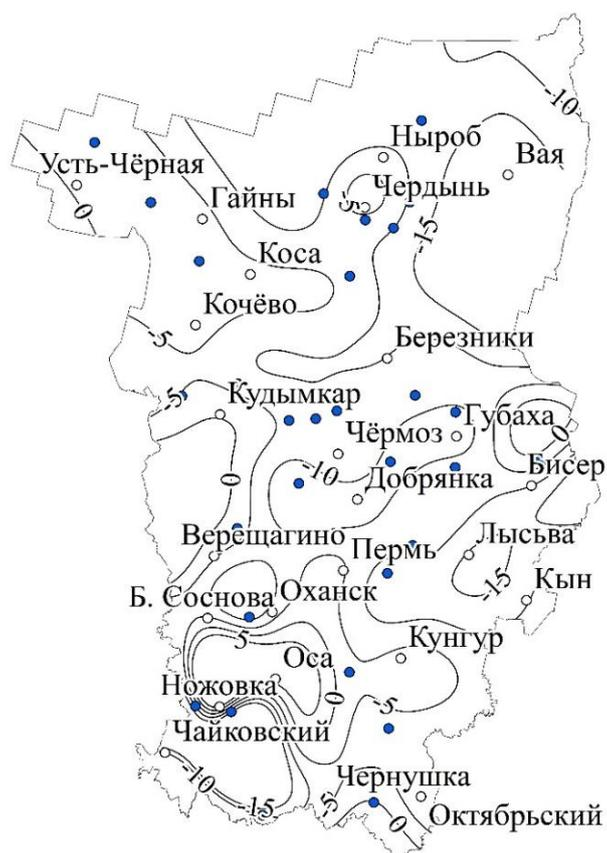 -10
Ныроб
Вая
Усть-Чёрная
Чердынь
-5
Гайны
0
-15
Коса
Кочёво
-5
Березники
-5
Кудымкар
Губаха
Чёрмоз
0
-10
Бисер
0
Добрянка
Верещагино
Лысьва
Пермь
-15
Кын
Б. Соснова
Оханск
5
Кунгур
Оса
Ножовка
0
-5
Чайковский
-10
Чернушка
-15
-5
Октябрьский
0